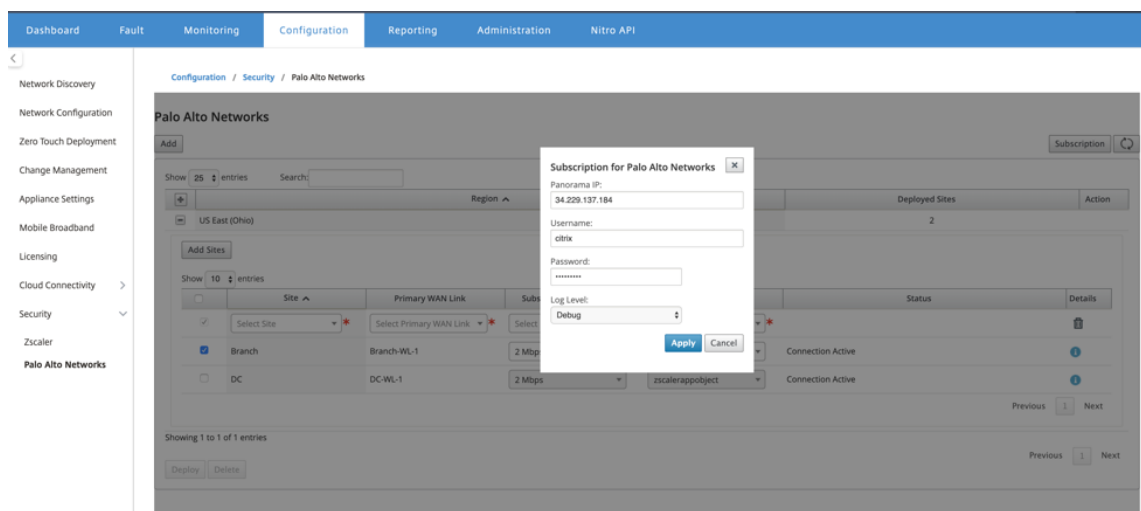 Dashboard Fault Monitoring Configuration Reporting Administration Nitro API
Configuration / Security / Palo Alto Networks
Network Discovery
Network Configuration
Zero Touch Deployment
Change Management
Appliance Settings
Mobile Broadband
Licensing
Cloud Connectivity
Security
Zscaler
Palo Alto Networks
Palo Alto Networks
Add Subscription
Show 25 entries Search:
Region Deployed Sites Action
US East (Ohio) 2
Add Sites
Show 10 entries
Site Primary WAN Link Subs Status Details
Select Site * Select Primary WAN Link * Select *
Branch Branch-WL-1 2 Mbp Connection Active
DC DC-WL-1 2 Mbps zscalerappobject Connection Active
Previous 1 Next
Showing 1 to 1 of 1 entries
Previous 1 Next
Deploy Delete
Subscription for Palo Alto Networks x
Panorama IP:
34.229.137.184
Username:
citrix
Password:
•••••••••
Log Level:
Debug
Apply Cancel